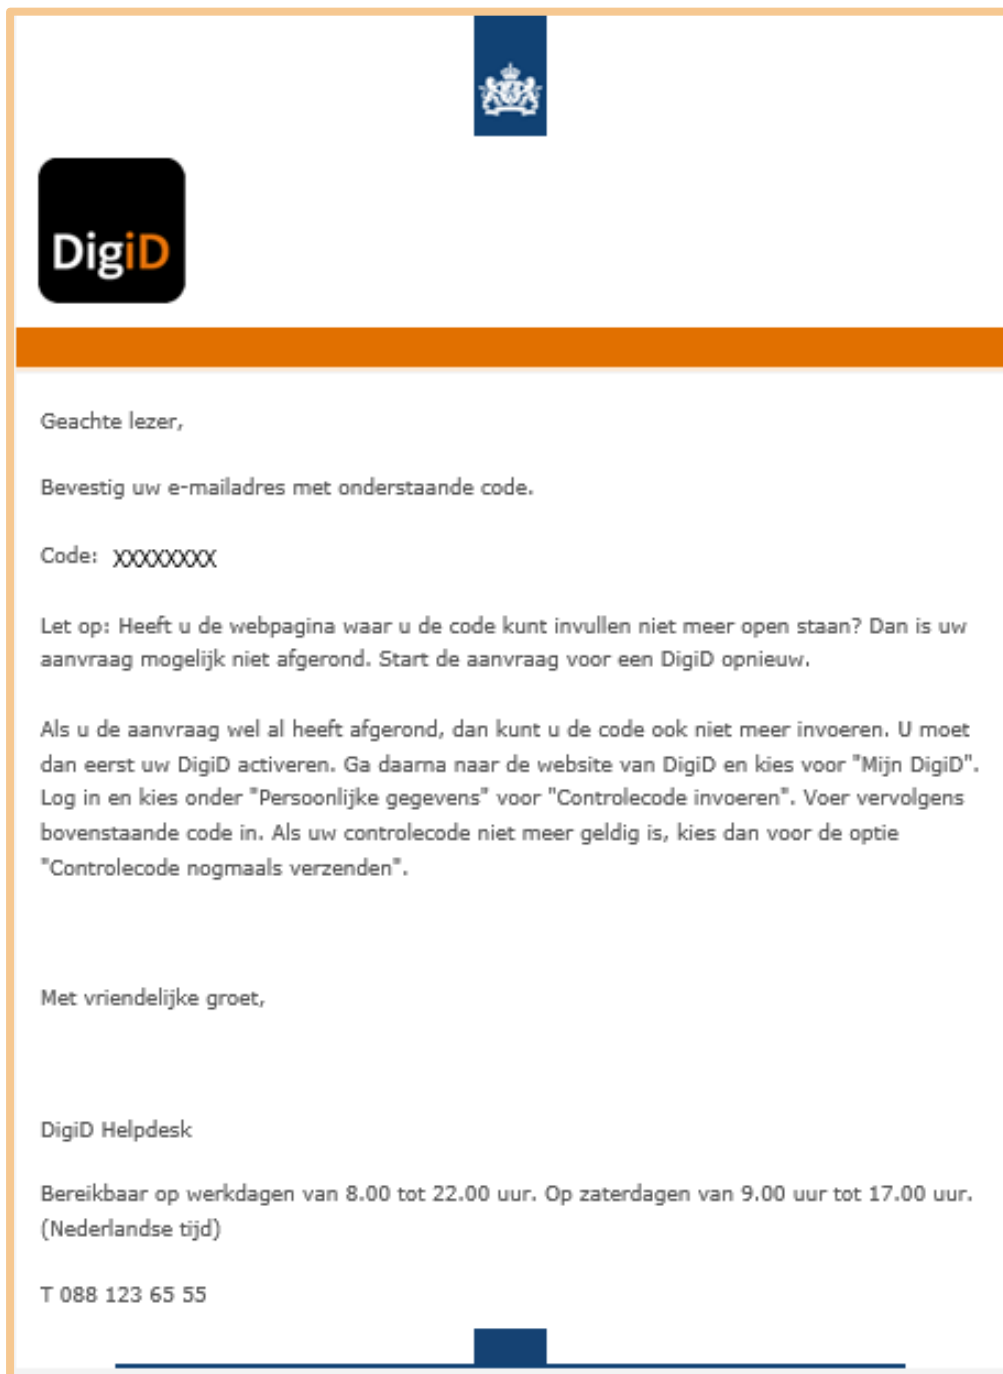 DigiD
Geachte lezer,
Bevestig uw e-mailadres met onderstaande code.
Code: XXXXXXXX
Let op: Heeft u de webpagina waar u de code kunt invullen niet meer open staan? Dan is uw
aanvraag mogelijk niet afgerond. Start de aanvraag voor een DigiD opnieuw.
Als u de aanvraag wel al heeft afgerond, dan kunt u de code ook niet meer invoeren. U moet
dan eerst uw DigiD activeren. Ga daarna naar de website van DigiD en kies voor "Mijn DigiD".
Log in en kies onder "Persoonlijke gegevens" voor "Controlecode invoeren". Voer vervolgens
bovenstaande code in. Als uw controlecode niet meer geldig is, kies dan voor de optie
"Controlecode nogmaals verzenden".
Met vriendelijke groet,
DigiD Helpdesk
Bereikbaar op werkdagen van 8.00 tot 22.00 uur. Op zaterdagen van 9.00 uur tot 17.00 uur.
(Nederlandse tijd)
T 088 123 65 55